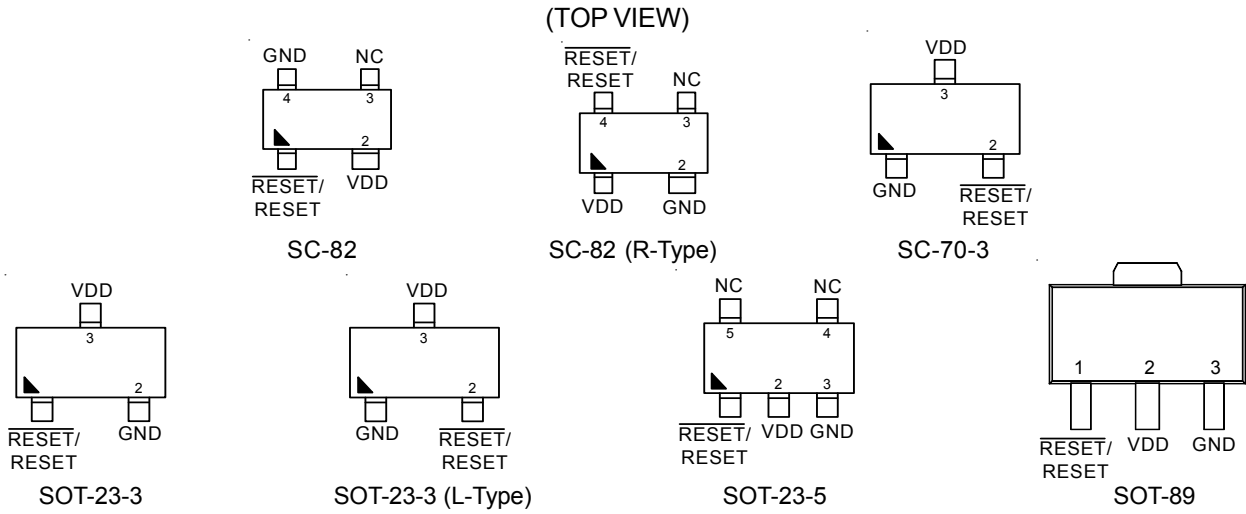 (TOP VIEW)
GND NC
4 3
2
RESET/
RESET
VDD
SC-82
RESET/
RESET
NC
4 3
2
VDD GND
SC-82 (R-Type)
VDD
3
2
GND
RESET/
RESET
SC-70-3
VDD
3
2
RESET/
RESET
GND
SOT-23-3
VDD
3
2
GND
RESET/
RESET
SOT-23-3 (L-Type)
NC NC
5 4
2 3
RESET/
RESET
VDD GND
SOT-23-5
1 2 3
RESET/
RESET
VDD GND
SOT-89